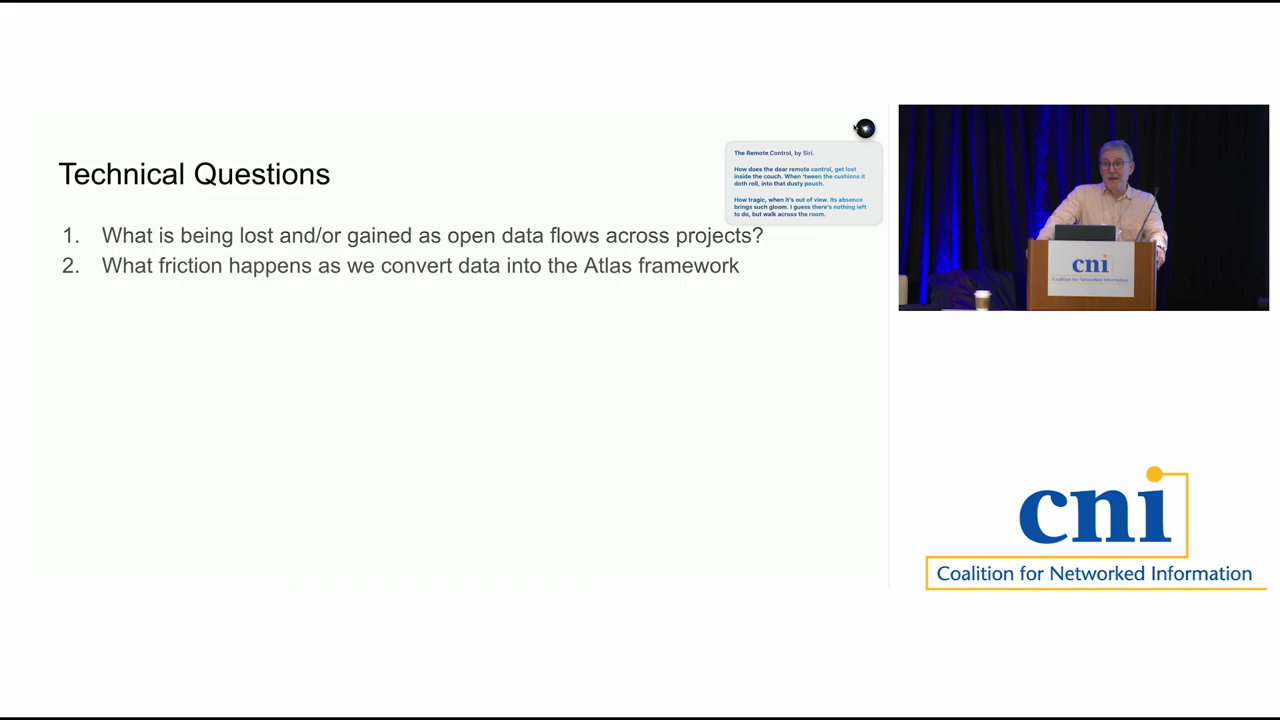 Technical Questions
1. What is being lost and/or gained as open data flows across projects?
2. What friction happens as we convert data into the Atlas framework
The Remote Control, by Siri.
How does the dear remote control, get lost
inside the couch. When 'tween the cushions it
doth roll, into that dusty pouch.
How tragic, when it's out of view. Its absence
brings such gloom. I guess there's nothing left
to do, but walk across the room.
cni
Coalition for Networked Information
cni
Coalition for Networked Information